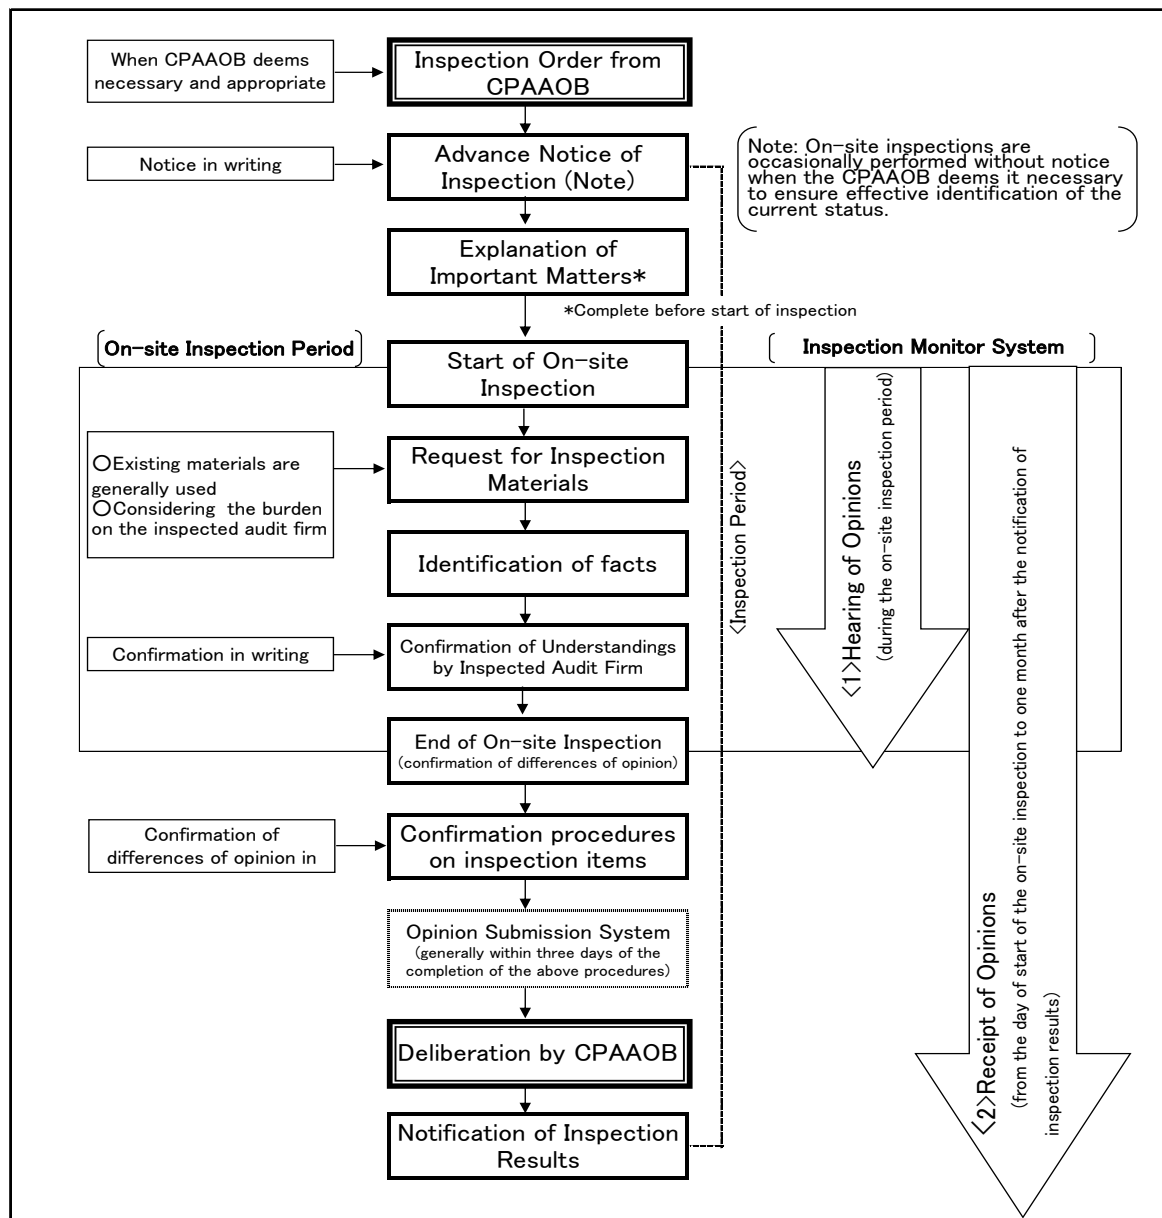 When CPAAOB deems
necessary and appropriate
Inspection Order from
CPAAOB
Notice in writing
Advance Notice of
Inspection (Note)
Note: On-site inspections are
occasionally performed without notice
when the CPAAOB deems it necessary
to ensure effective identification of the
current status.
Explanation of
Important Matters*
*Complete before start of inspection
On-site Inspection Period
Inspection Monitor System
Start of On-site
Inspection
○Existing materials are
generally used
○Considering the burden
on the inspected audit firm
Request for Inspection
Materials
Identification of facts
Confirmation in writing
Confirmation of Understandings
by Inspected Audit Firm
End of On-site Inspection
(confirmation of differences of opinion)
Confirmation of
differences of opinion in
Confirmation procedures
on inspection items
Opinion Submission System
(generally within three days of the
completion of the above procedures)
Deliberation by CPAAOB
Notification of Inspection
Results
<Inspection Period>
<1>Hearing of Opinions
(during the on-site inspection period)
<2>Receipt of Opinions
(from the day of start of the on-site inspection to one month after the notification of
inspection results)